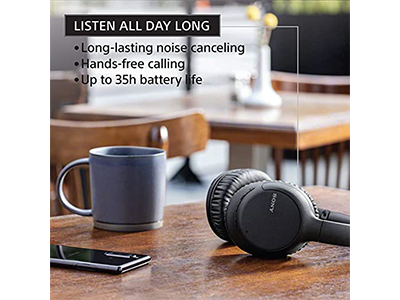 LISTEN ALL DAY LONG
• Long-lasting noise canceling
• Hands-free calling
• Up to 35h battery life
SONY